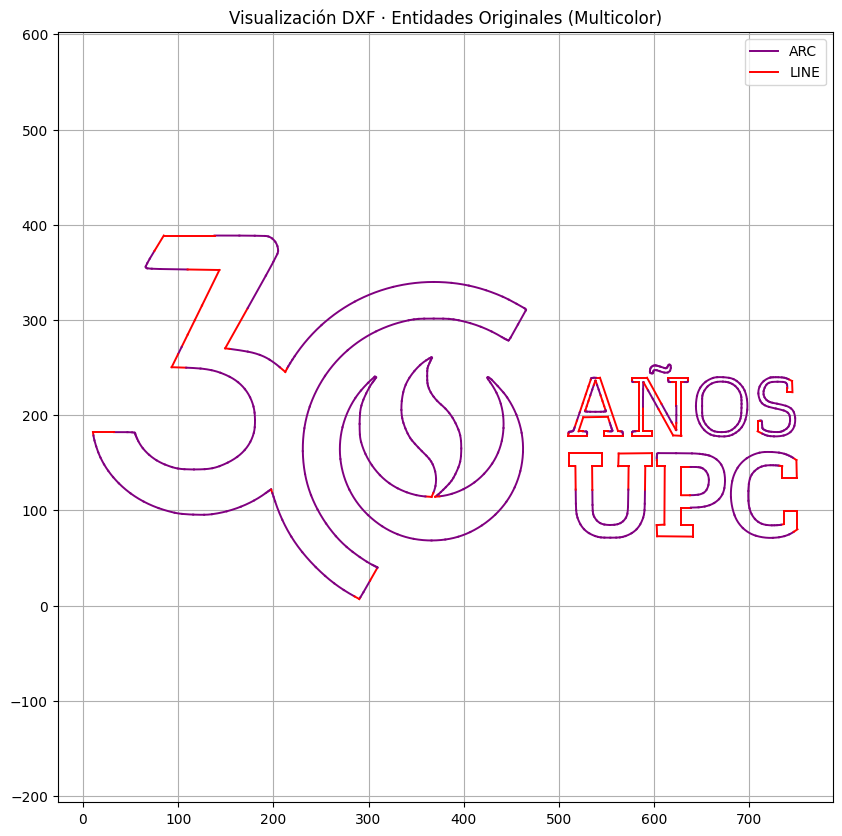 Visualización DXF · Entidades Originales (Multicolor)
ARC
LINE
600
500
400
300
200
100
0
−100
−200
30
AÑOS
UPC
0 100 200 300 400 500 600 700